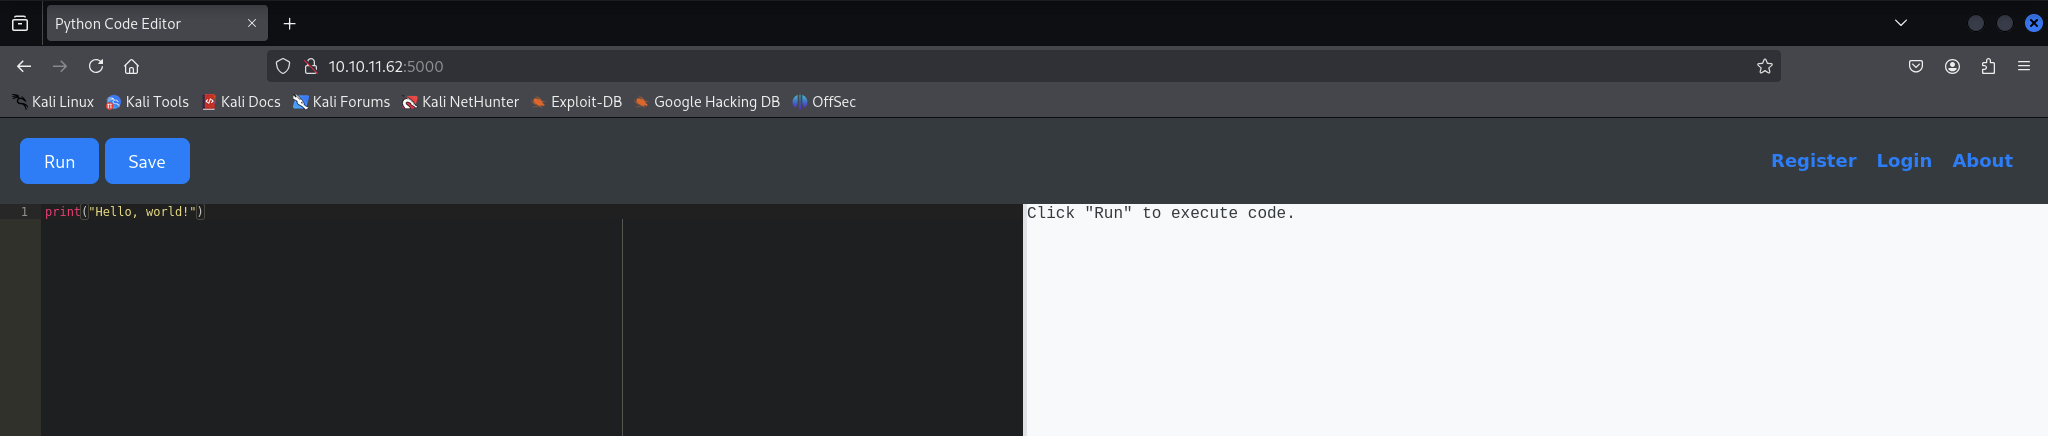 Python Code Editor
10.10.11.62:5000
Kali Linux Kali Tools Kali Docs Kali Forums Kali NetHunter Exploit-DB Google Hacking DB OffSec
Run Save Register Login About
1 print("Hello, world!")
Click "Run" to execute code.